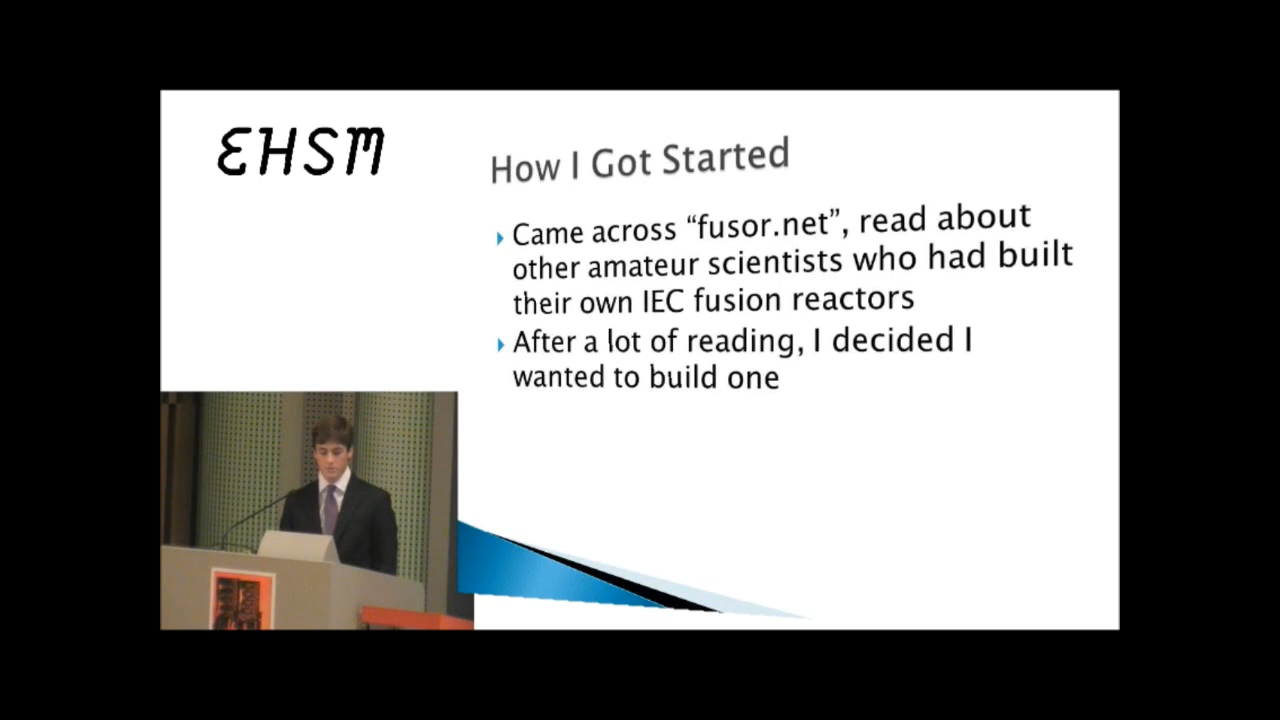 EHSM
How I Got Started
Came across “fusor.net”, read about
other amateur scientists who had built
their own IEC fusion reactors
After a lot of reading, I decided I
wanted to build one